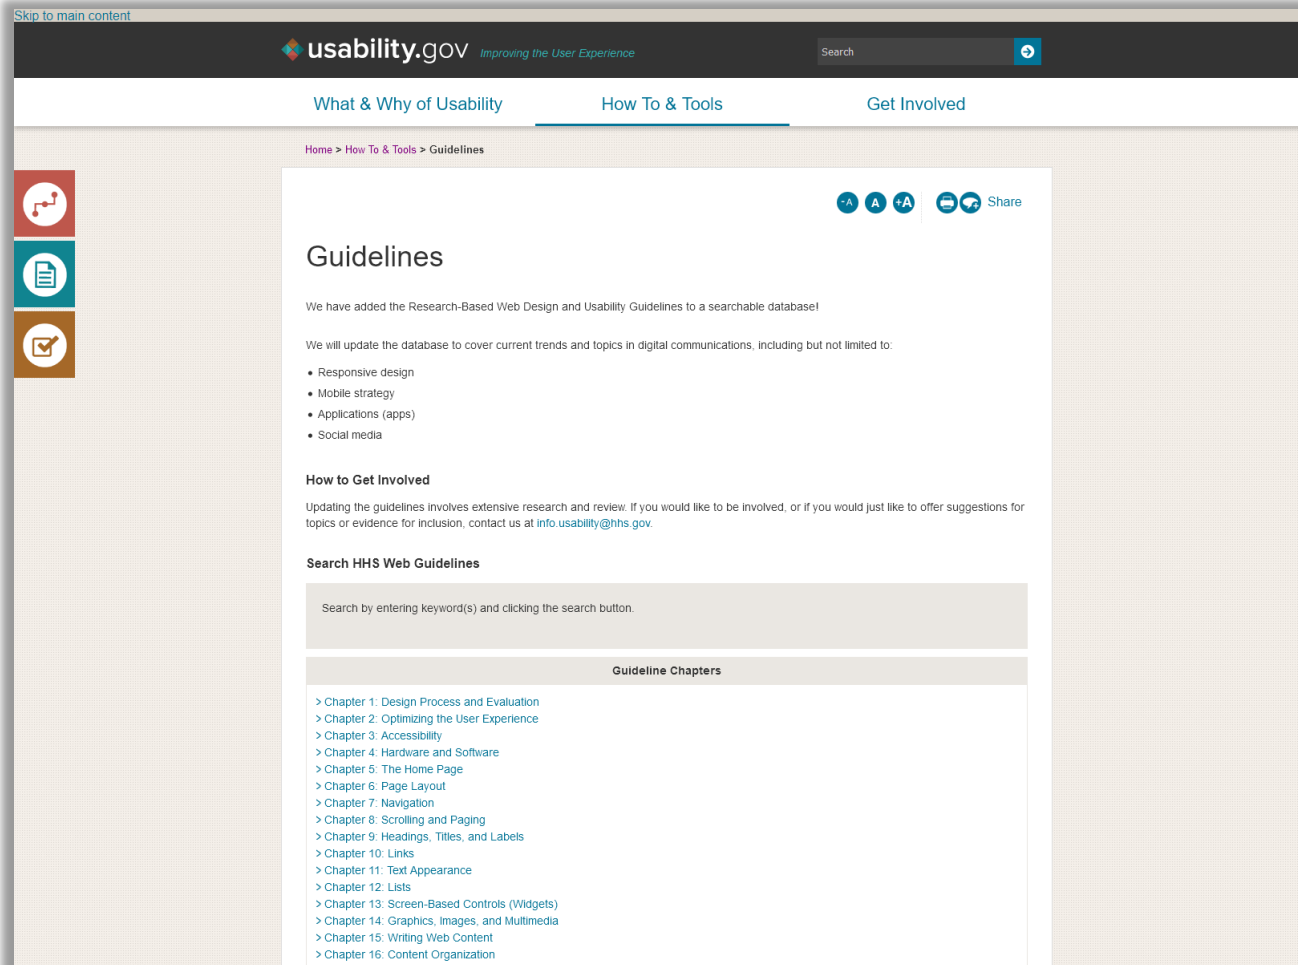 Skip to main content
usability.gov Improving the User Experience
Search
What & Why of Usability
How To & Tools
Get Involved
Home > How To & Tools > Guidelines
-A A +A Share
Guidelines
We have added the Research-Based Web Design and Usability Guidelines to a searchable database!
We will update the database to cover current trends and topics in digital communications, including but not limited to:
• Responsive design
• Mobile strategy
• Applications (apps)
• Social media
How to Get Involved
Updating the guidelines involves extensive research and review. If you would like to be involved, or if you would just like to offer suggestions for
topics or evidence for inclusion, contact us at info.usability@hhs.gov.
Search HHS Web Guidelines
Search by entering keyword(s) and clicking the search button.
Guideline Chapters
> Chapter 1: Design Process and Evaluation
> Chapter 2: Optimizing the User Experience
> Chapter 3: Accessibility
> Chapter 4: Hardware and Software
> Chapter 5: The Home Page
> Chapter 6: Page Layout
> Chapter 7: Navigation
> Chapter 8: Scrolling and Paging
> Chapter 9: Headings, Titles, and Labels
> Chapter 10: Links
> Chapter 11: Text Appearance
> Chapter 12: Lists
> Chapter 13: Screen-Based Controls (Widgets)
> Chapter 14: Graphics, Images, and Multimedia
> Chapter 15: Writing Web Content
> Chapter 16: Content Organization